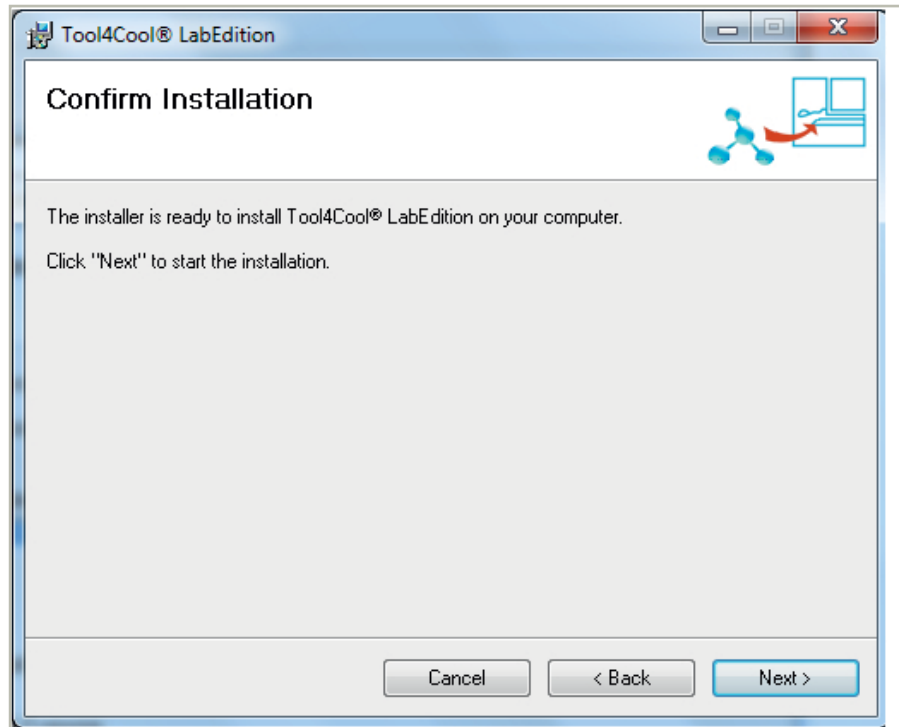 Tool4Cool® LabEdition
Confirm Installation
The installer is ready to install Tool4Cool® LabEdition on your computer.
Click "Next" to start the installation.
Cancel
< Back
Next >